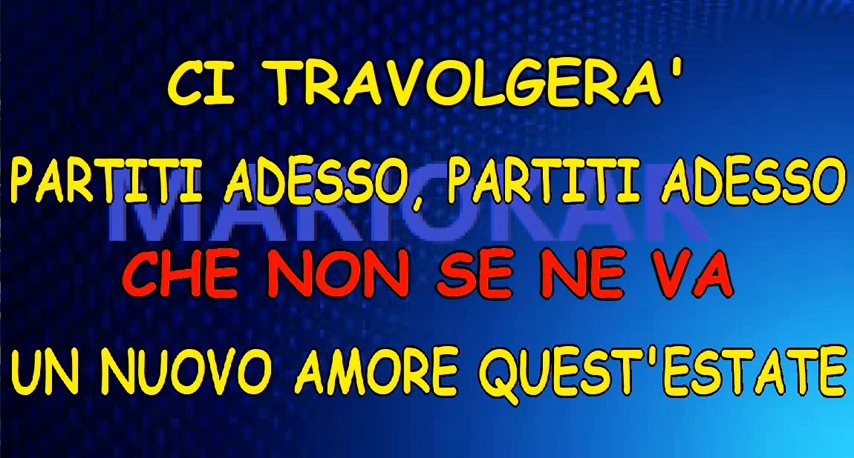 CI TRAVOLGERA'
PARTITI ADESSO, PARTITI ADESSO
MARIOKAR
CHE NON SE NE VA
UN NUOVO AMORE QUEST'ESTATE